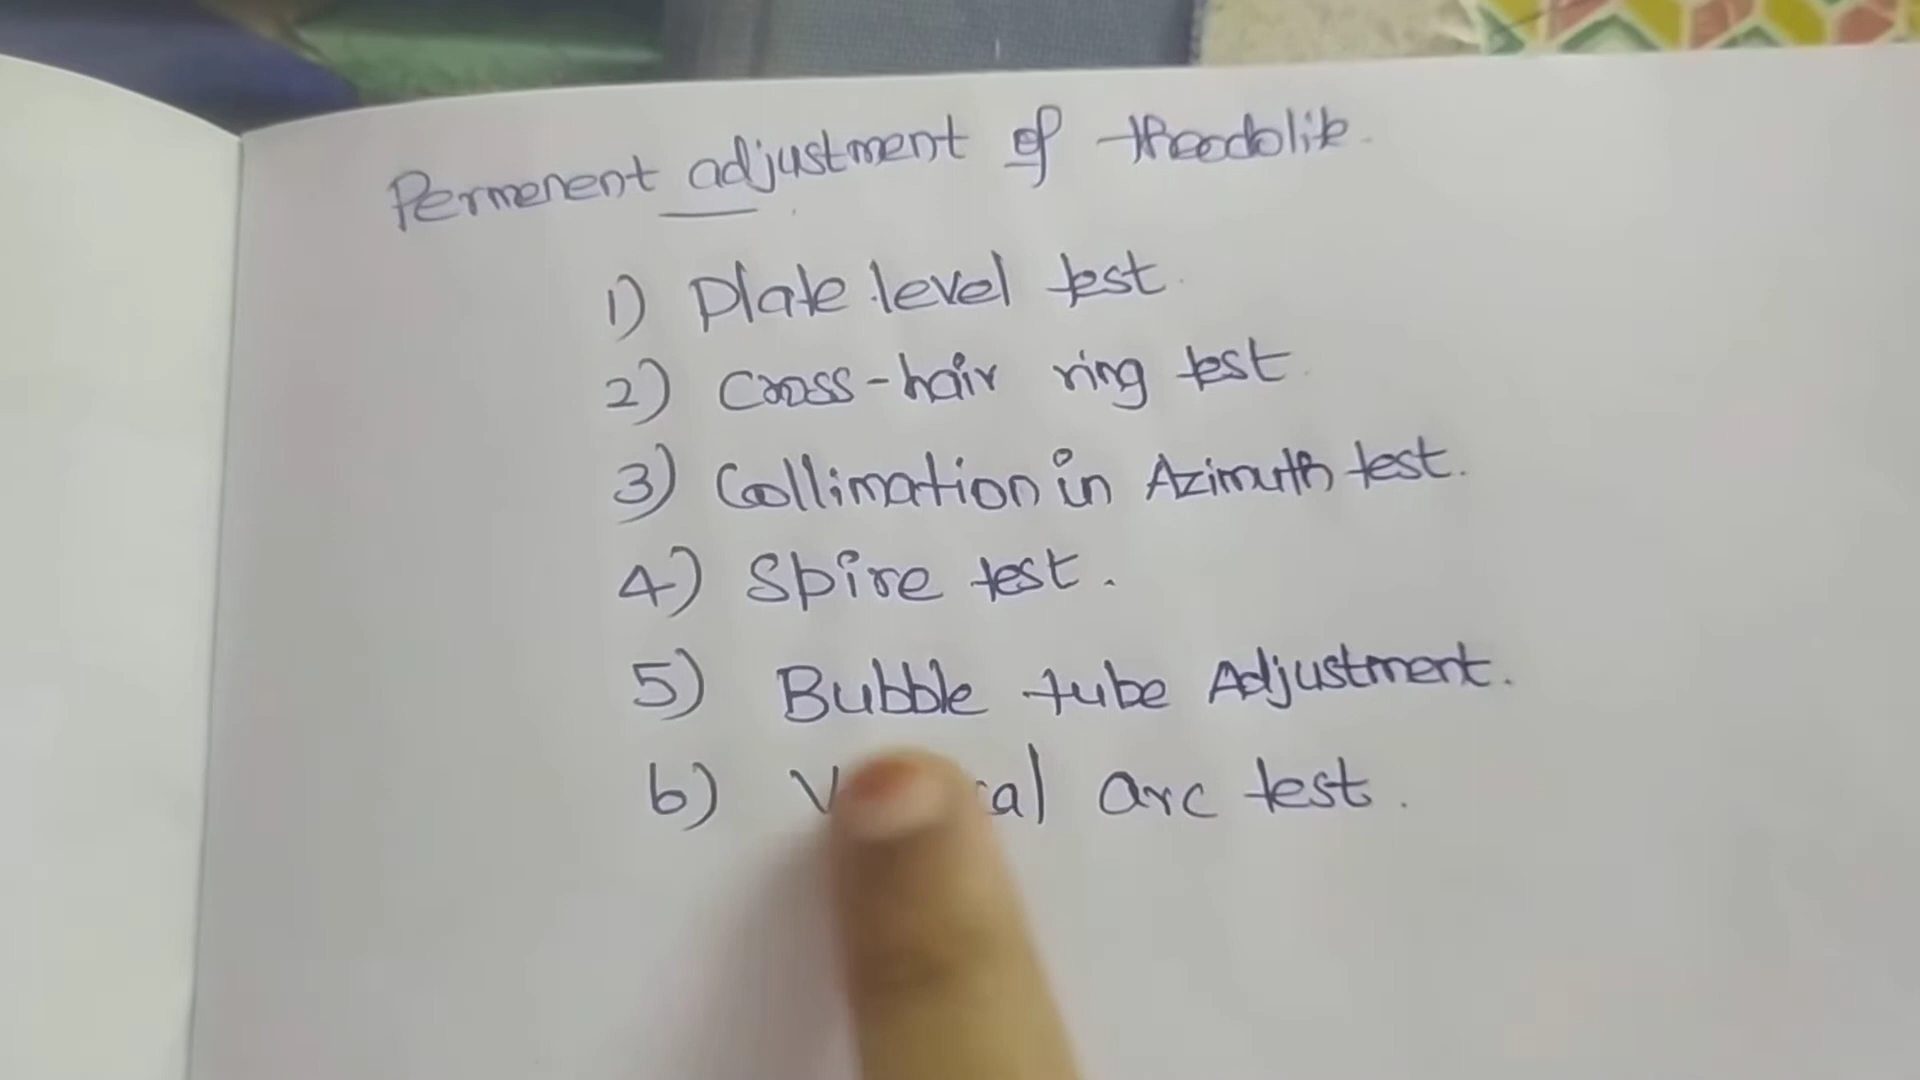 Permenent adjustment of theodolite.
1) Plate level test.
2) Cross-hair ring test.
3) Collimation in Azimuth test.
4) Spire test.
5) Bubble tube Adjustment.
6) arc test.